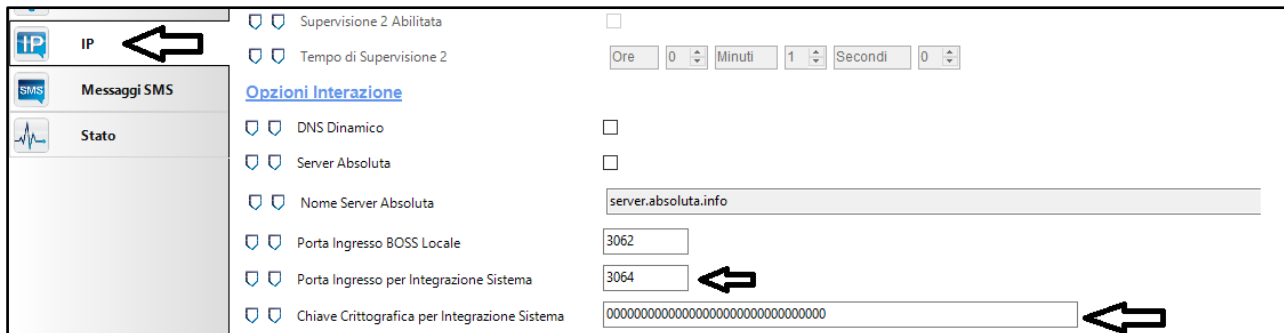 Supervisione 2 Abilitata
IP IP
Tempo di Supervisione 2 Ore 0 Minuti 1 Secondi 0
SMS Messaggi SMS
Opzioni Interazione
Stato
DNS Dinamico
Server Absoluta
Nome Server Absoluta server.absoluta.info
Porta Ingresso BOSS Locale 3062
Porta Ingresso per Integrazione Sistema 3064
Chiave Crittografica per Integrazione Sistema 00000000000000000000000000000000